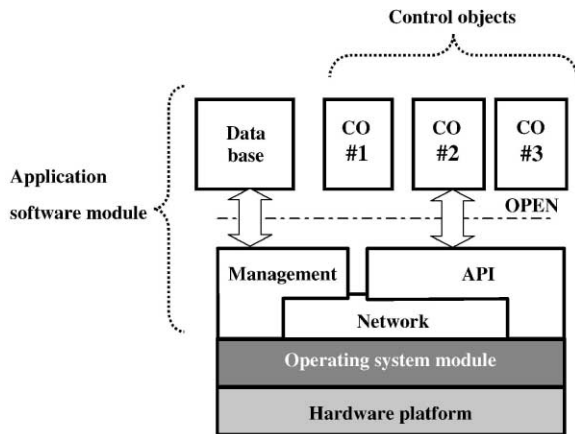 Control objects
Data
base
CO
#1
CO
#2
CO
#3
Application
software module
OPEN
Management
API
Network
Operating system module
Hardware platform